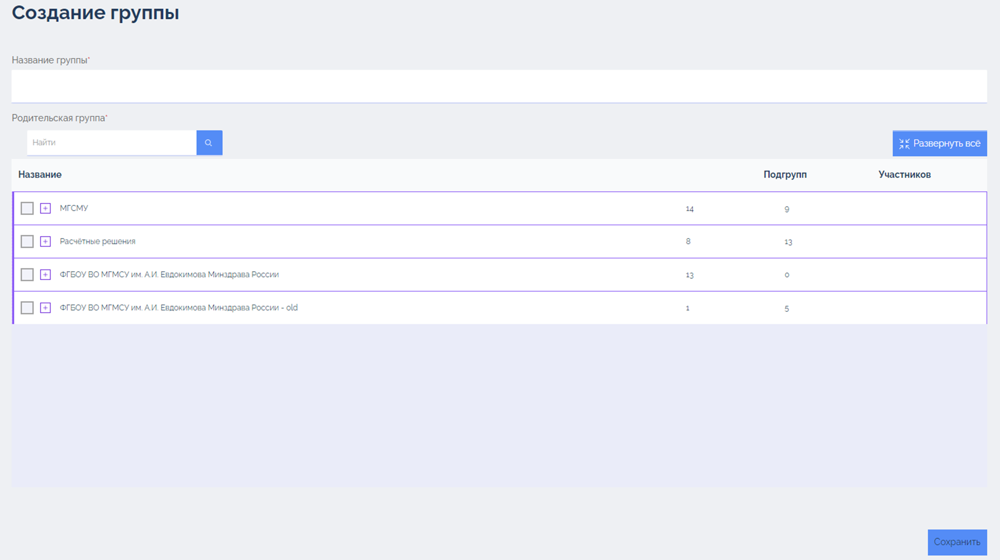 Создание группы
Название группы*
Родительская группа*
Найти
Развернуть всё
Название Подгрупп Участников
МГСМУ 14 9
Расчётные решения 8 13
ФГБОУ ВО МГМСУ им. А.И. Евдокимова Минздрава России 13 0
ФГБОУ ВО МГМСУ им. А.И. Евдокимова Минздрава России - old 1 5
Сохранить